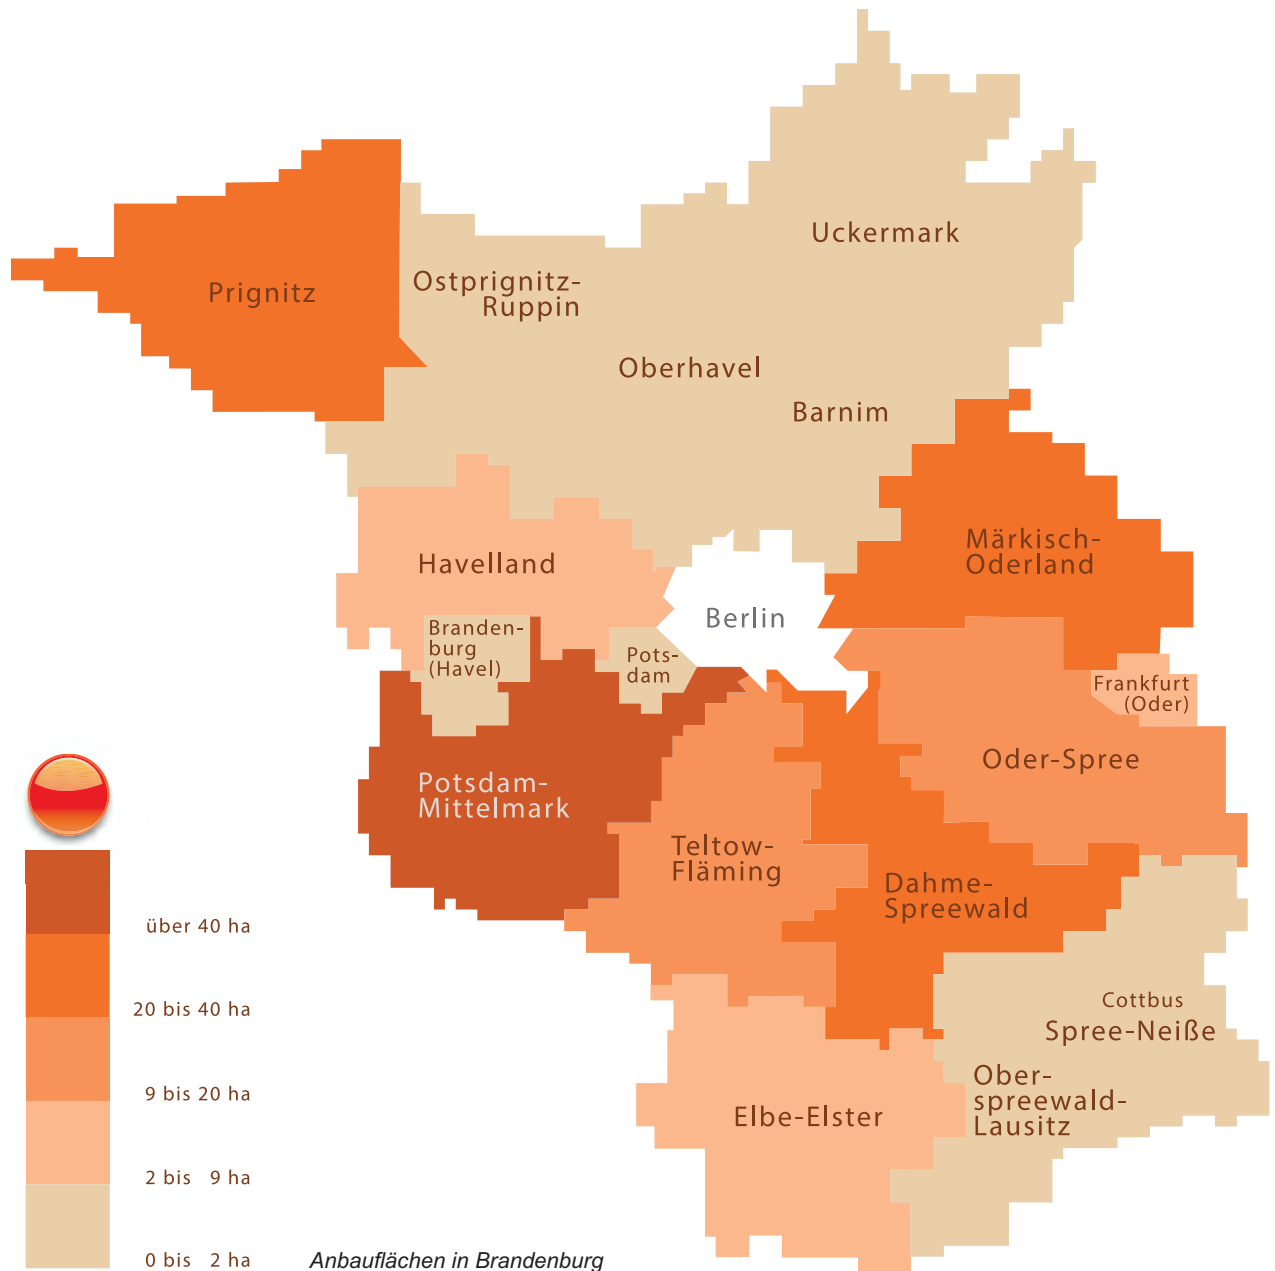 Uckermark
Ostprignitz-
Ruppin
Prignitz
Oberhavel
Barnim
Märkisch-
Oderland
Havelland
Berlin
Branden-
burg
(Havel)
Pots-
dam
Frankfurt
(Oder)
Oder-Spree
Potsdam-
Mittelmark
Teltow-
Fläming
Dahme-
Spreewald
Cottbus
Spree-Neiße
Ober-
spreewald-
Lausitz
Elbe-Elster
über 40 ha
20 bis 40 ha
9 bis 20 ha
2 bis 9 ha
0 bis 2 ha
Anbauflächen in Brandenburg